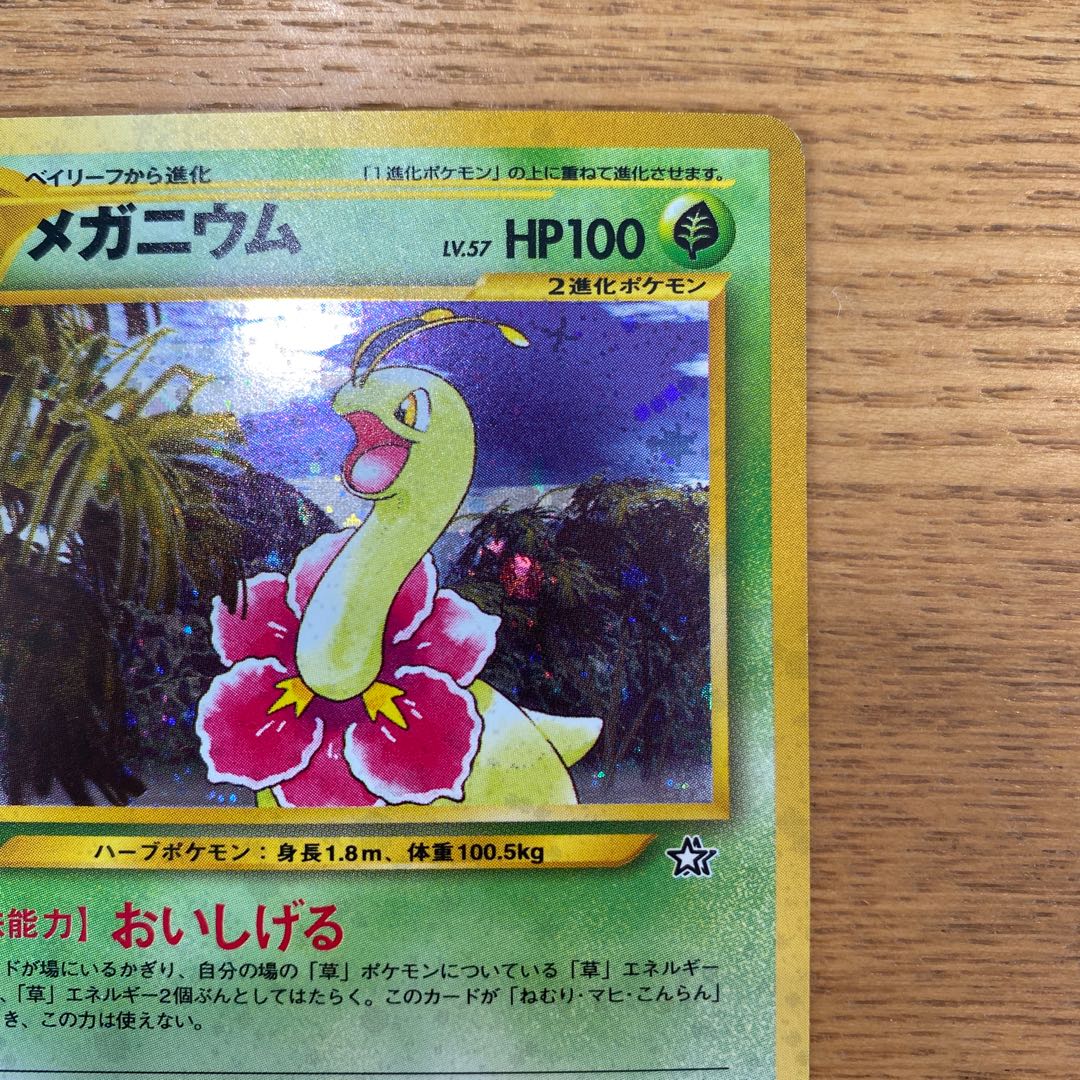 ベイリーフから進化
「1進化ポケモン」の上に重ねて進化させます。
メガニウム LV.57 HP100
2進化ポケモン
ハーブポケモン：身長1.8m、体重100.5kg
能力】おいしげる
ドが場にいるかぎり、自分の場の「草」ポケモンについている「草」エネルギー
、「草」エネルギー2個ぶんとしてはたらく。このカードが「ねむり・マヒ・こんらん」
き、この力は使えない。